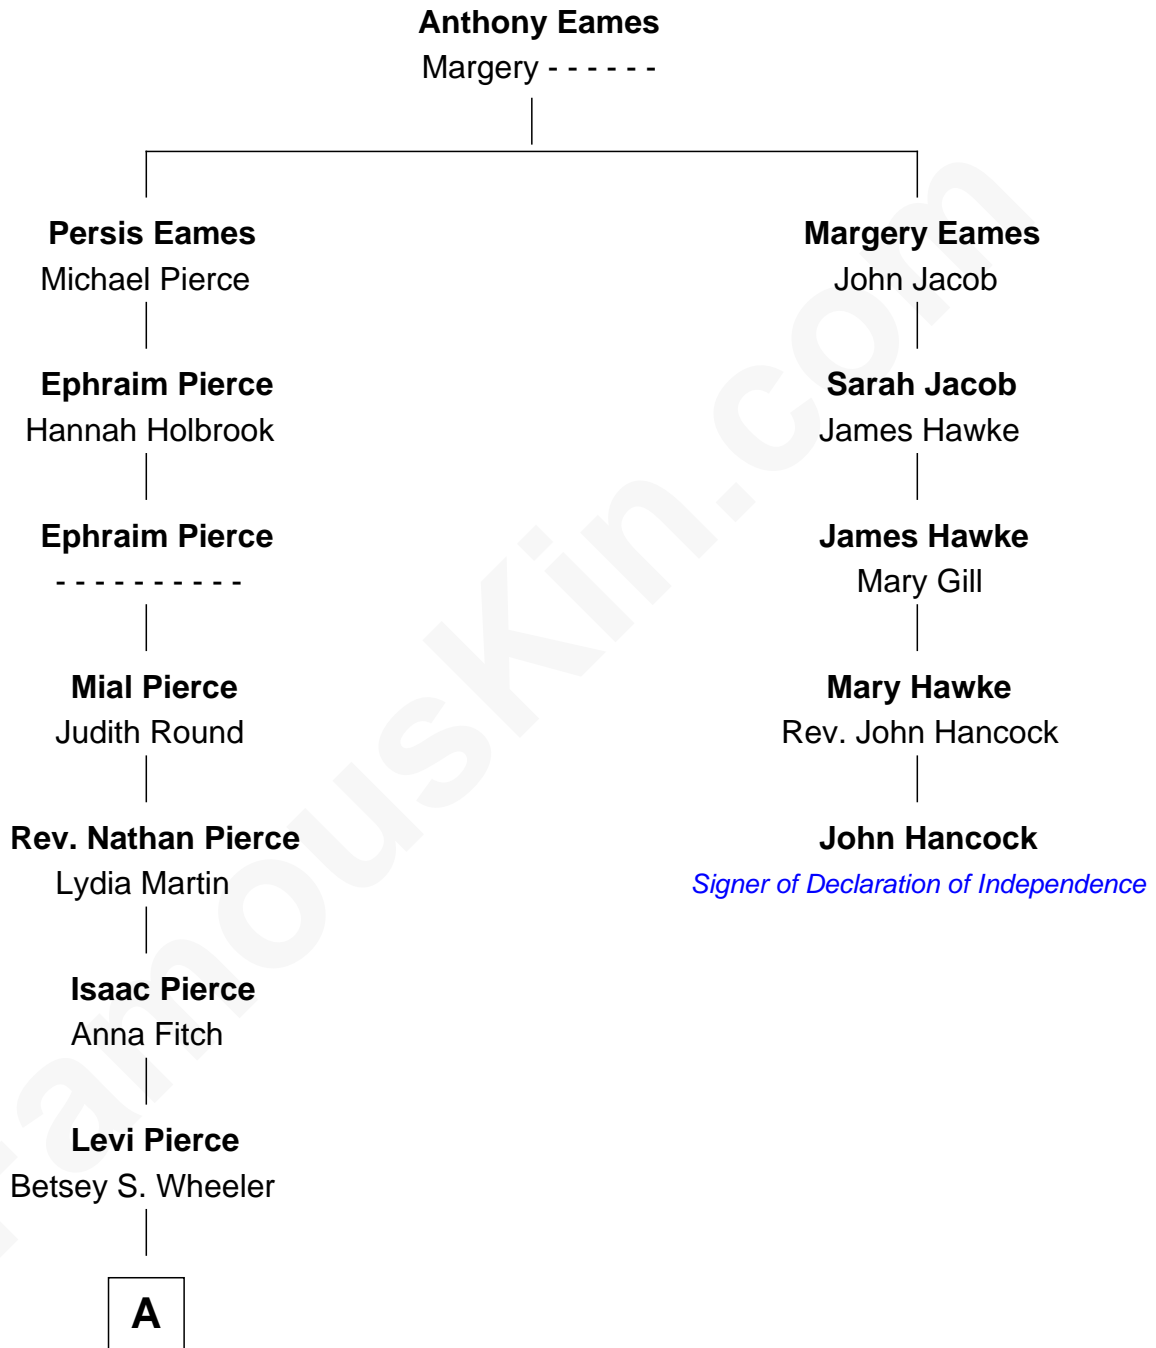 Anthony Eames
Margery - - - - - -
Persis Eames
Michael Pierce
Ephraim Pierce
Hannah Holbrook
Ephraim Pierce
- - - - - - - - - -
Mial Pierce
Judith Round
Rev. Nathan Pierce
Lydia Martin
Isaac Pierce
Anna Fitch
Levi Pierce
Betsey S. Wheeler
A
Margery Eames
John Jacob
Sarah Jacob
James Hawke
James Hawke
Mary Gill
Mary Hawke
Rev. John Hancock
John Hancock
Signer of Declaration of Independence
FamousKin.com